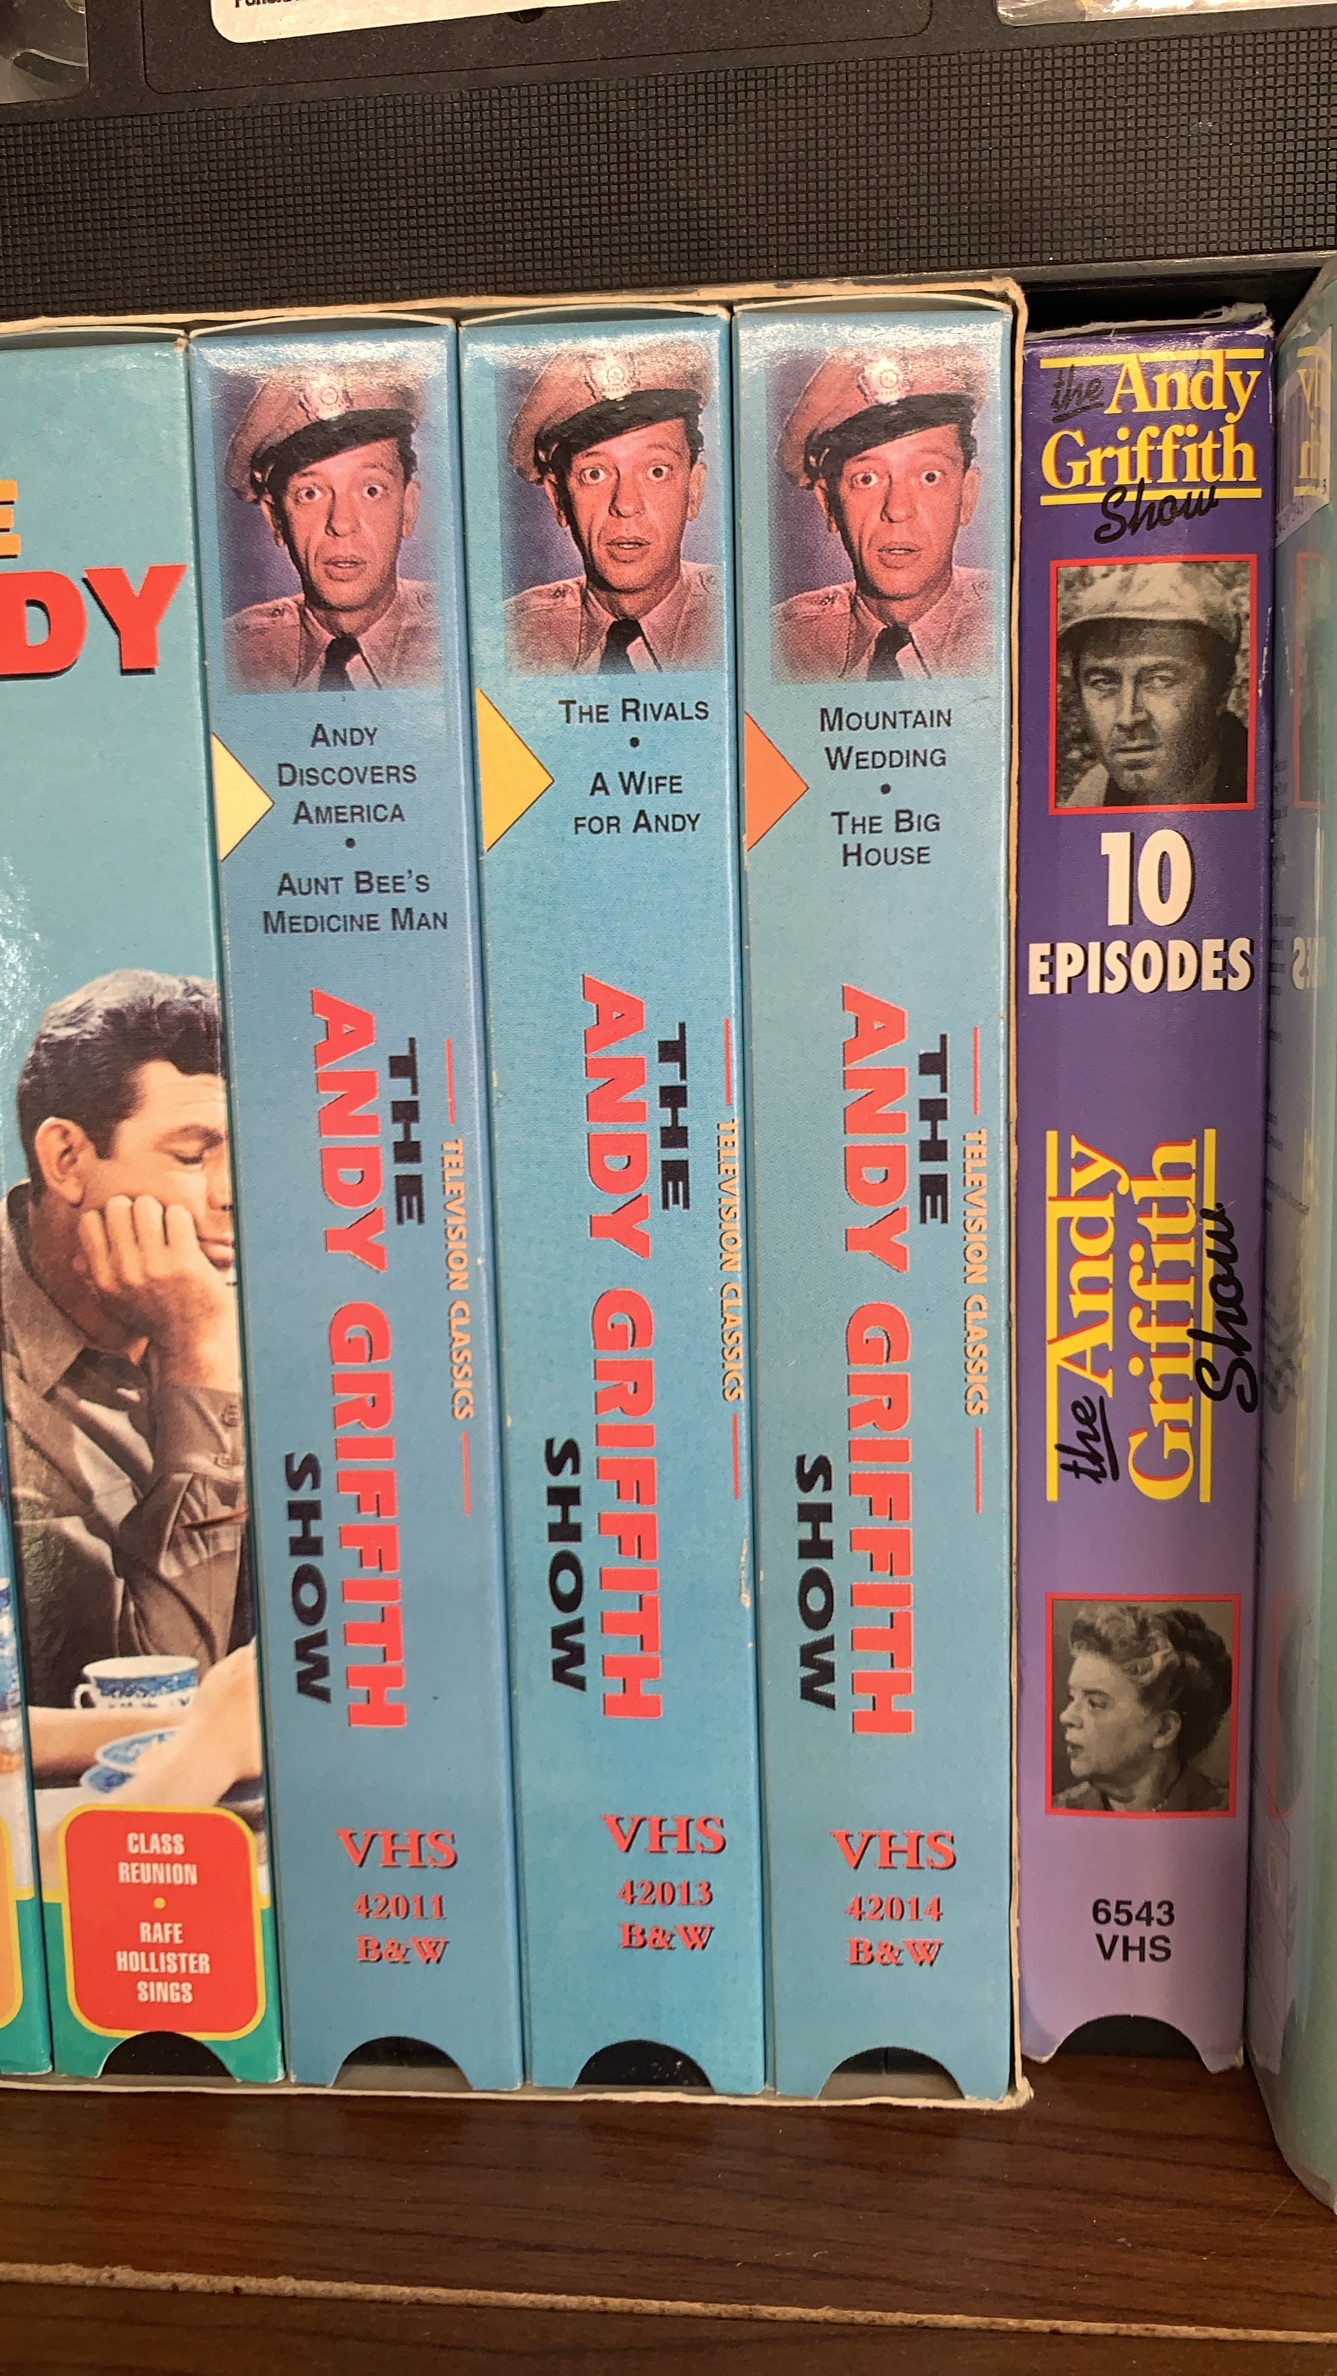 E
DY
CLASS
REUNION
•
RAFE
HOLLISTER
SINGS
ANDY
DISCOVERS
AMERICA
•
AUNT BEE'S
MEDICINE MAN
TELEVISION CLASSICS
THE
ANDY GRIFFITH
SHOW
VHS
42011
B&W
THE RIVALS
•
A WIFE
FOR ANDY
TELEVISION CLASSICS
THE
ANDY GRIFFITH
SHOW
VHS
42013
B&W
MOUNTAIN
WEDDING
•
THE BIG
HOUSE
TELEVISION CLASSICS
THE
ANDY GRIFFITH
SHOW
VHS
42014
B&W
the Andy
Griffith
Show
10
EPISODES
the Andy
Griffith
Show
6543
VHS